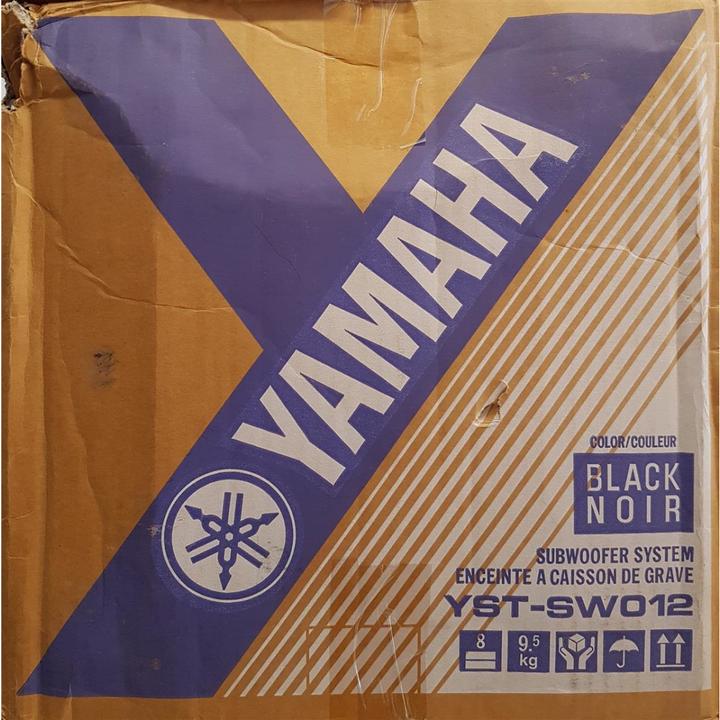 YAMAHA
COLOR/COULEUR
BLACK
NOIR
SUBWOOFER SYSTEM
ENCEINTE A CAISSON DE GRAVE
YST-SW012
8
9.5
kg